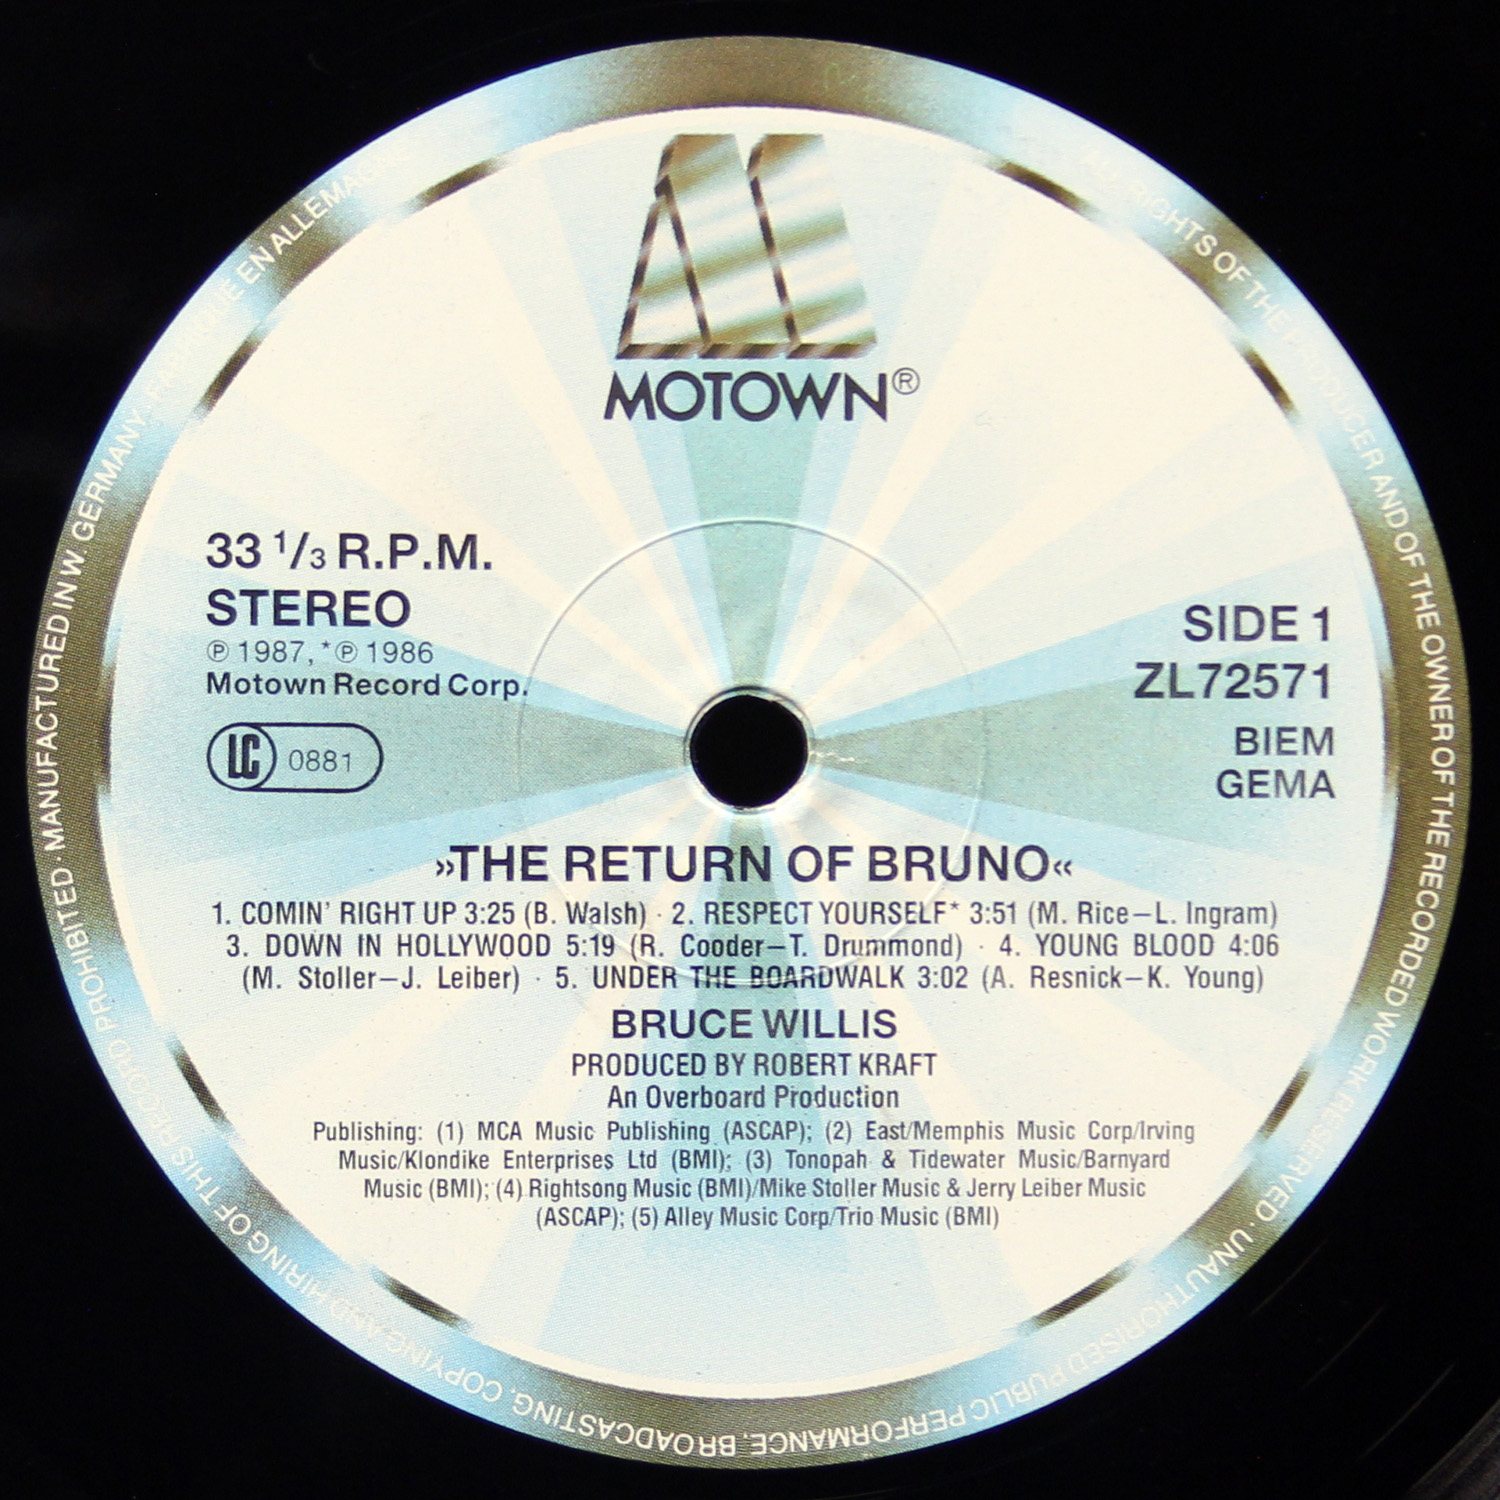 MOTOWN®
33 1/3 R.P.M.
STEREO
℗ 1987, *℗ 1986
Motown Record Corp.
LC 0881
SIDE 1
ZL72571
BIEM
GEMA
»THE RETURN OF BRUNO«
1. COMIN' RIGHT UP 3:25 (B. Walsh) · 2. RESPECT YOURSELF* 3:51 (M. Rice–L. Ingram)
3. DOWN IN HOLLYWOOD 5:19 (R. Cooder–T. Drummond) · 4. YOUNG BLOOD 4:06
(M. Stoller–J. Leiber) · 5. UNDER THE BOARDWALK 3:02 (A. Resnick–K. Young)
BRUCE WILLIS
PRODUCED BY ROBERT KRAFT
An Overboard Production
Publishing: (1) MCA Music Publishing (ASCAP); (2) East/Memphis Music Corp/Irving
Music/Klondike Enterprises Ltd (BMI); (3) Tonopah & Tidewater Music/Barnyard
Music (BMI); (4) Rightsong Music (BMI)/Mike Stoller Music & Jerry Leiber Music
(ASCAP); (5) Alley Music Corp/Trio Music (BMI)
ALL RIGHTS OF THE PRODUCER AND OF THE OWNER OF THE RECORDED WORK RESERVED · UNAUTHORISED PUBLIC PERFORMANCE, BROADCASTING, COPYING AND HIRING OF THIS RECORD PROHIBITED · MANUFACTURED IN W. GERMANY. EN ALLEMAGNE